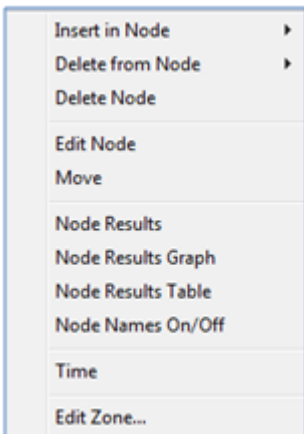 Insert in Node
Delete from Node
Delete Node
Edit Node
Move
Node Results
Node Results Graph
Node Results Table
Node Names On/Off
Time
Edit Zone...